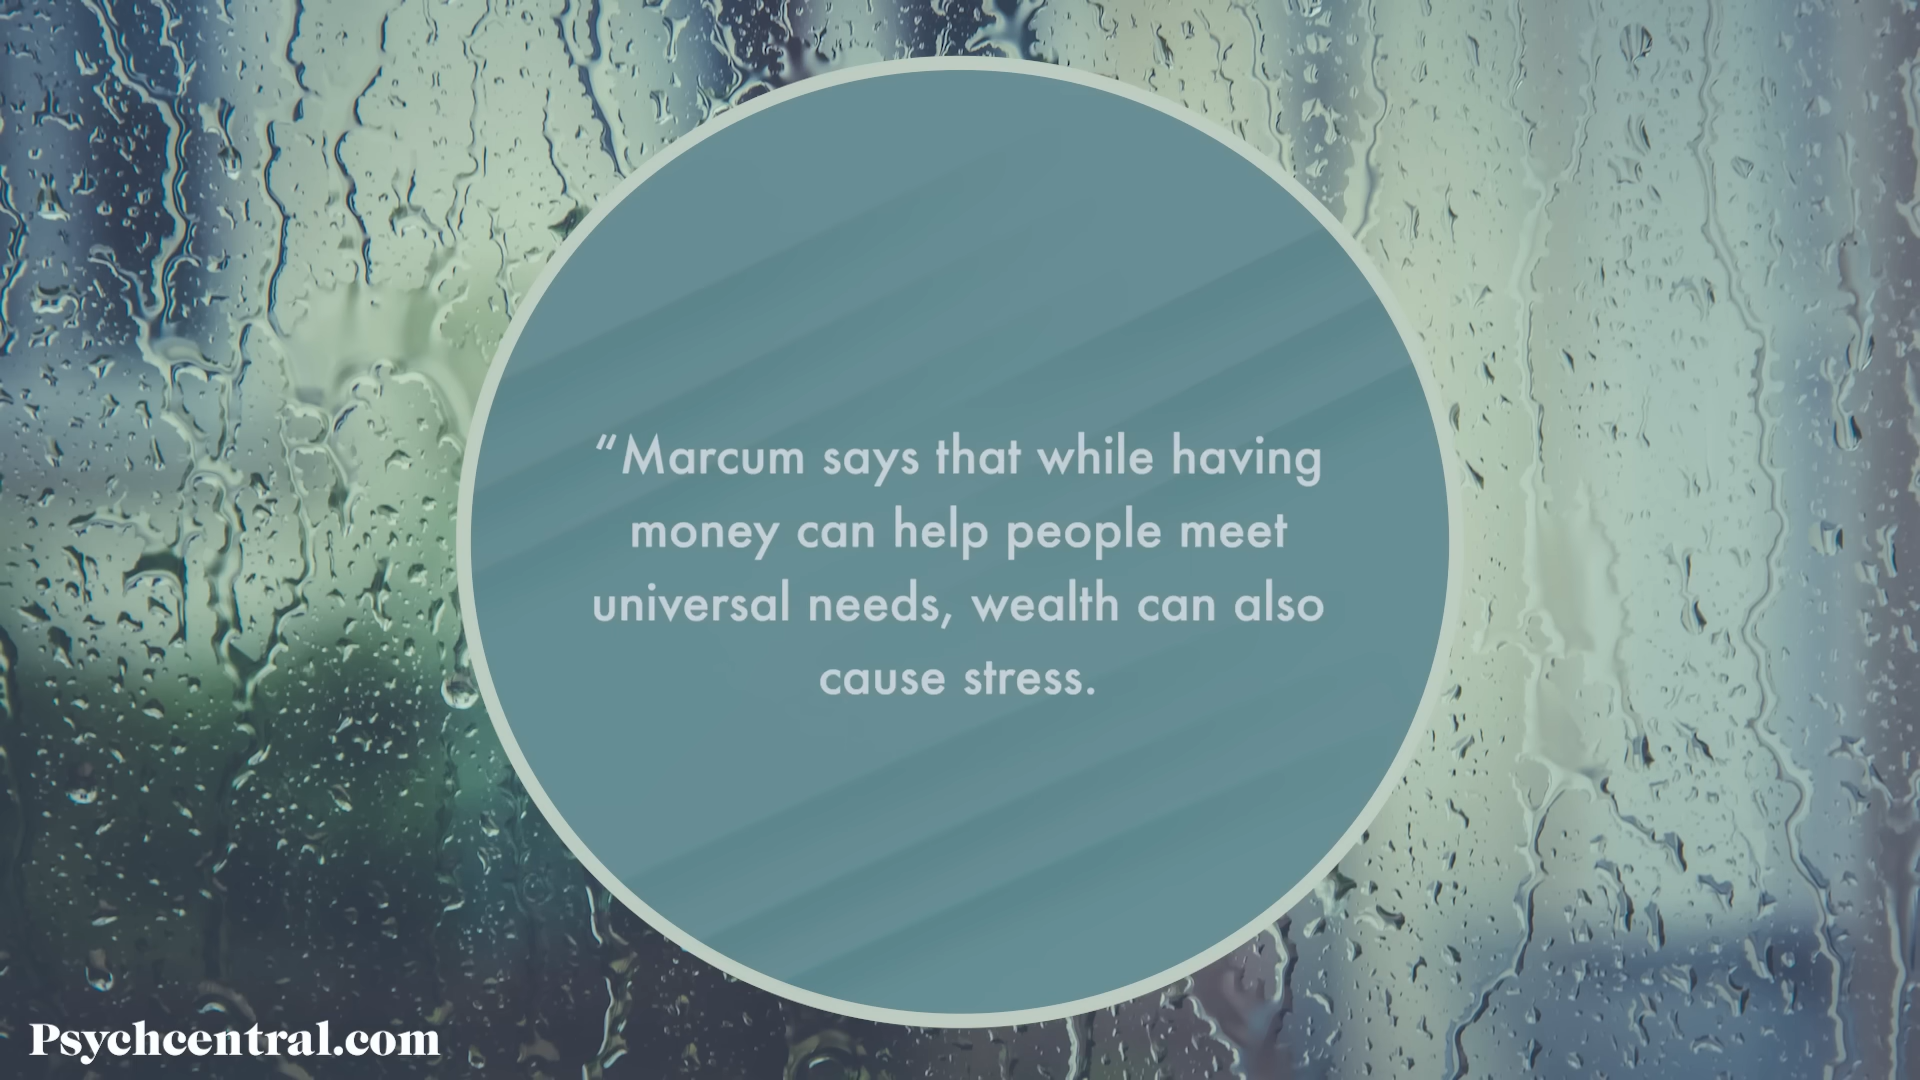 “Marcum says that while having
money can help people meet
universal needs, wealth can also
cause stress.
Psychcentral.com